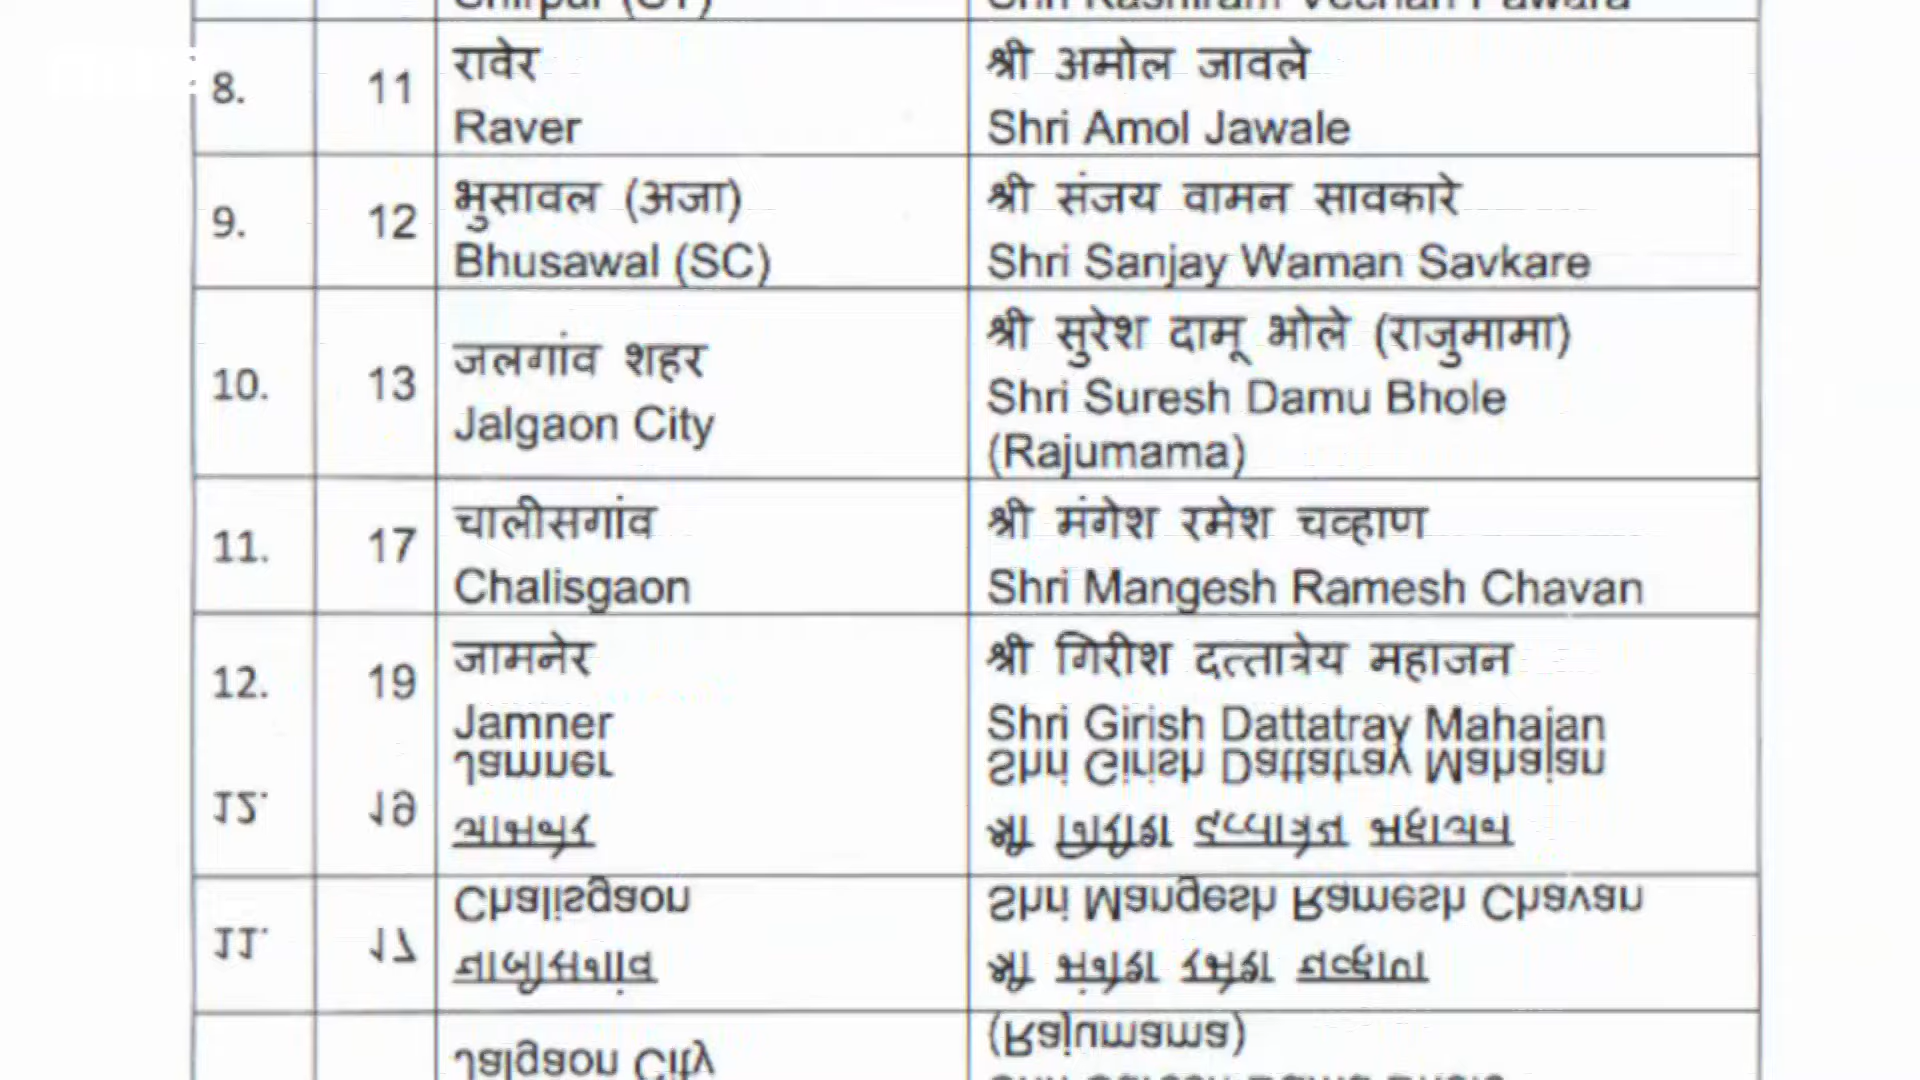 8.
11
रावेर
Raver
श्री अमोल जावले
Shri Amol Jawale
9.
12
भुसावल (अजा)
Bhusawal (SC)
श्री संजय वामन सावकारे
Shri Sanjay Waman Savkare
10.
13
जलगांव शहर
Jalgaon City
श्री सुरेश दामू भोले (राजुमामा)
Shri Suresh Damu Bhole
(Rajumama)
11.
17
चालीसगांव
Chalisgaon
श्री मंगेश रमेश चव्हाण
Shri Mangesh Ramesh Chavan
12.
19
जामनेर
Jamner
श्री गिरीश दत्तात्रेय महाजन
Shri Girish Dattatray Mahajan